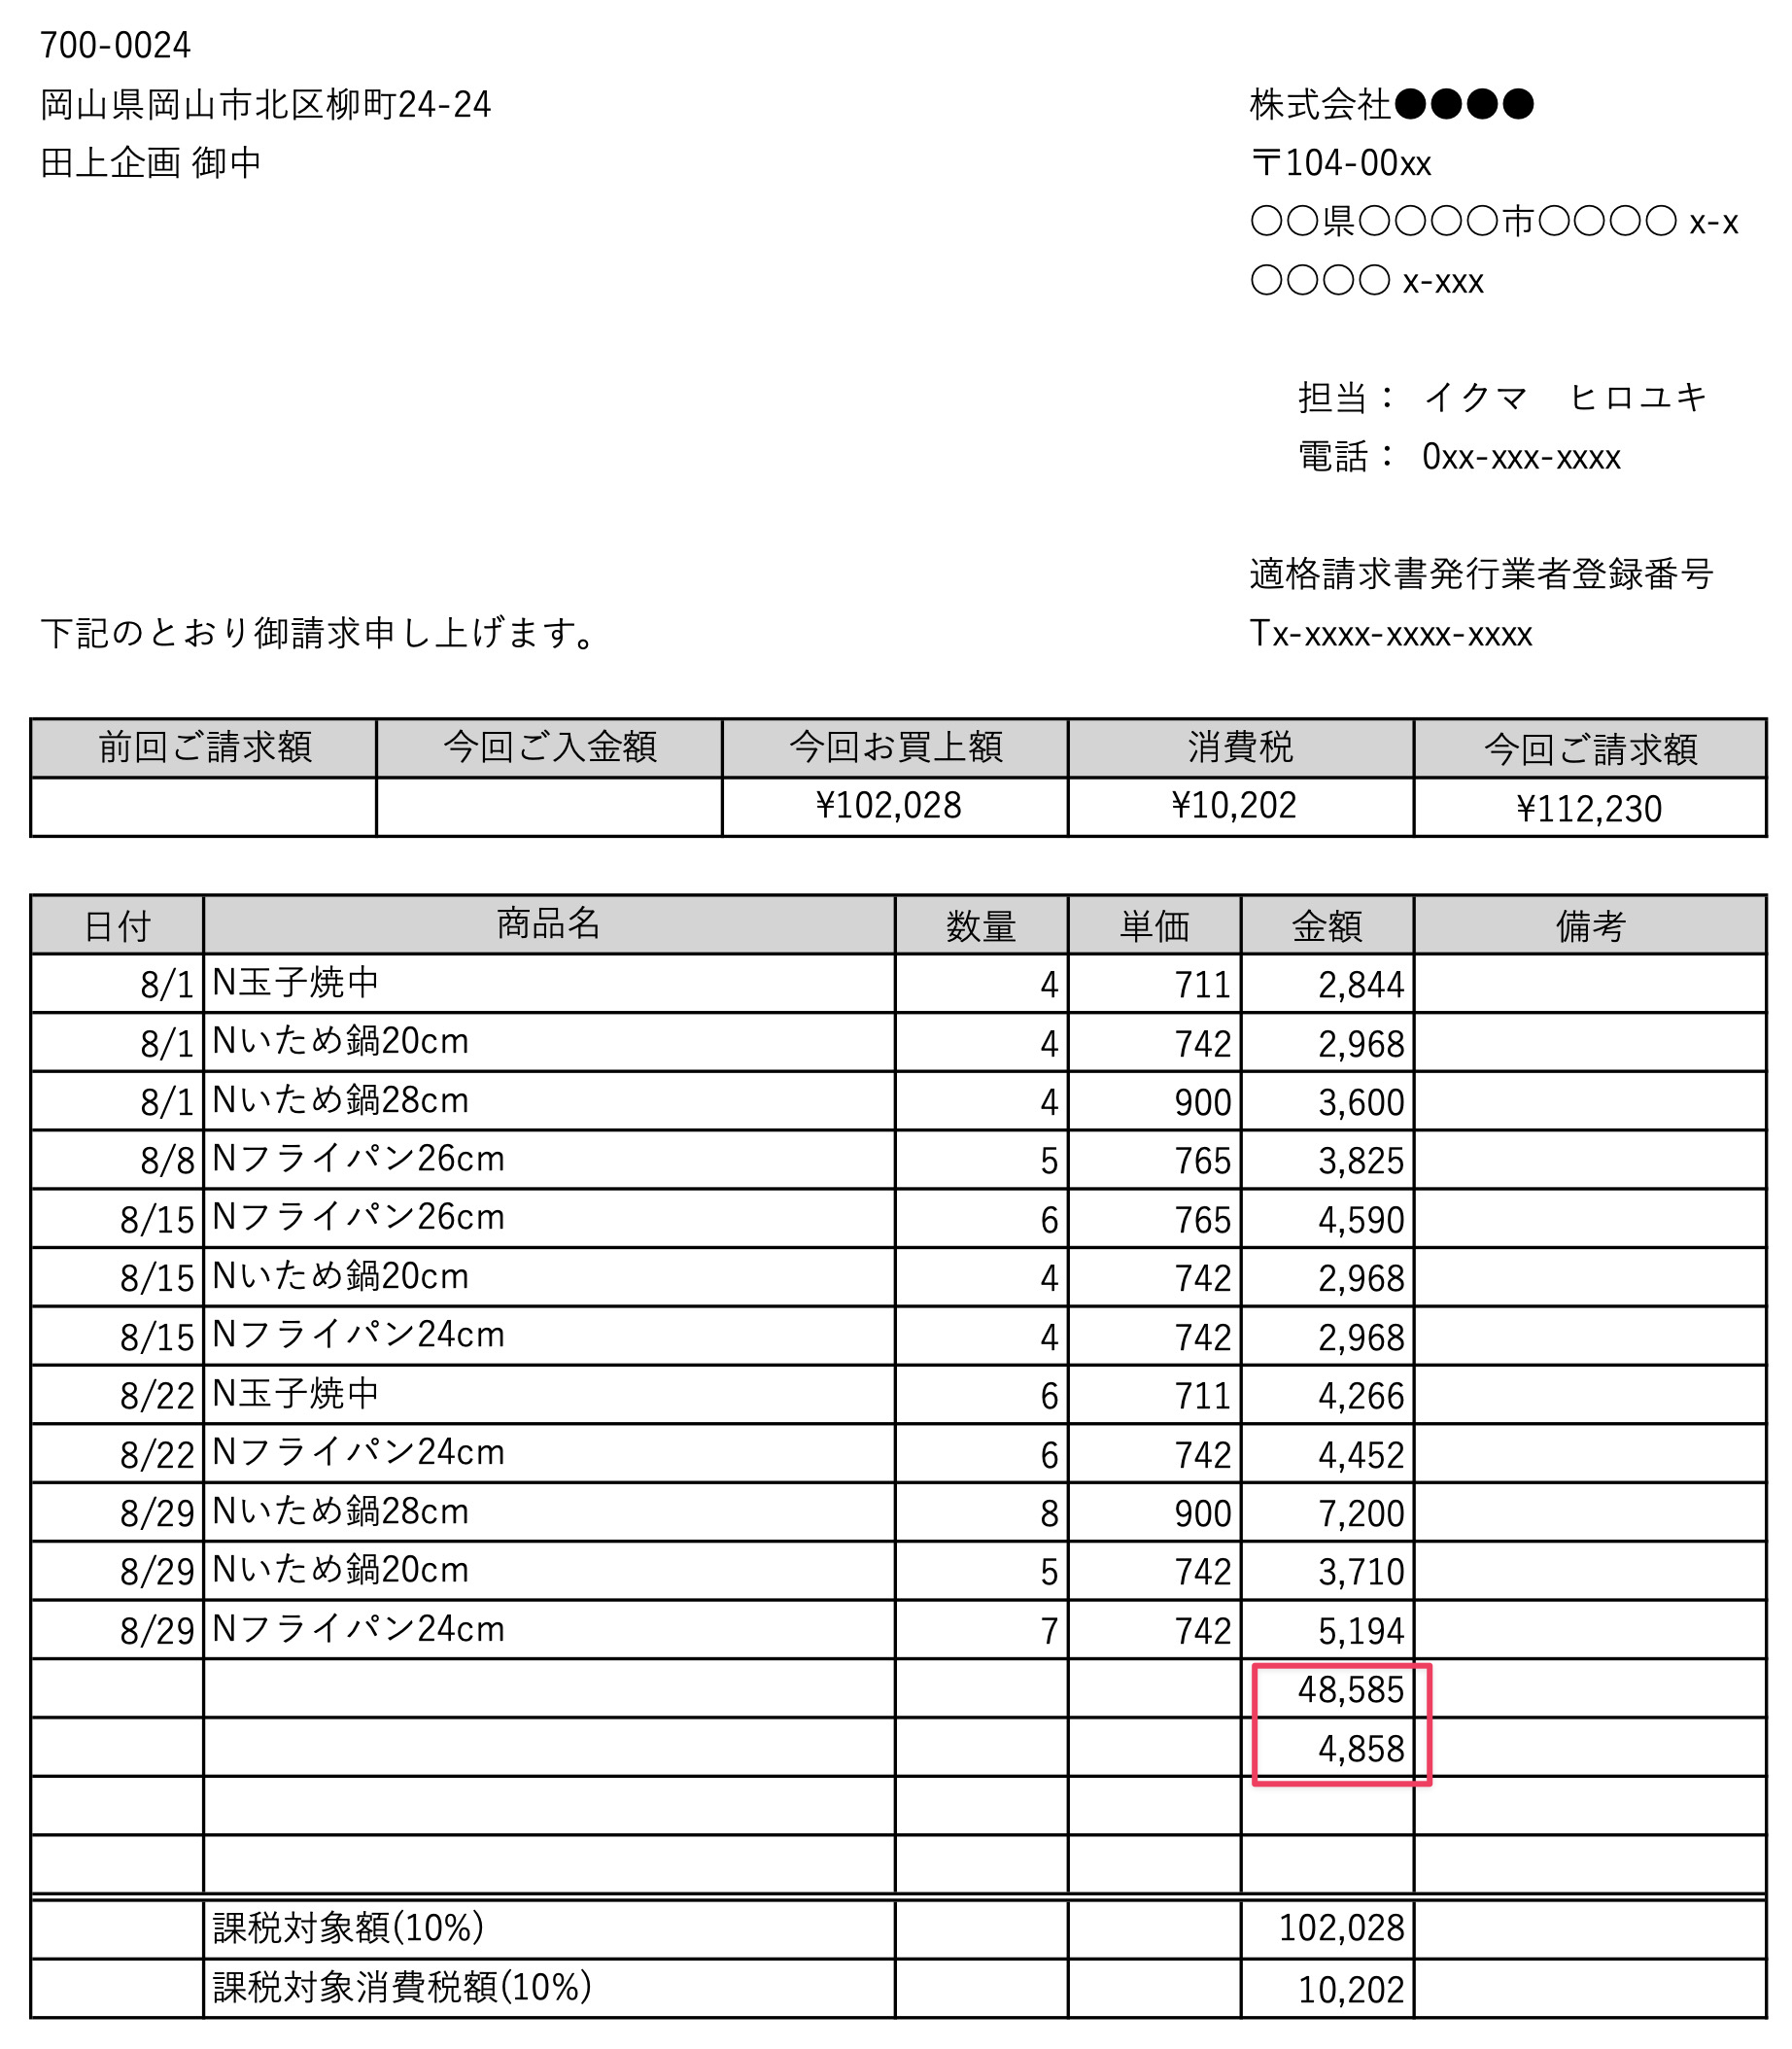 700-0024
岡山県岡山市北区柳町24-24
田上企画 御中
株式会社●●●●
〒104-00xx
○○県○○○○市○○○○ x-x
○○○○ x-xxx
担当： イクマ　ヒロユキ
電話： 0xx-xxx-xxxx
適格請求書発行業者登録番号
Tx-xxxx-xxxx-xxxx
下記のとおり御請求申し上げます。
前回ご請求額 今回ご入金額 今回お買上額 消費税 今回ご請求額
¥102,028 ¥10,202 ¥112,230
日付 商品名 数量 単価 金額 備考
8/1 N玉子焼中 4 711 2,844
8/1 Nいため鍋20cm 4 742 2,968
8/1 Nいため鍋28cm 4 900 3,600
8/8 Nフライパン26cm 5 765 3,825
8/15 Nフライパン26cm 6 765 4,590
8/15 Nいため鍋20cm 4 742 2,968
8/15 Nフライパン24cm 4 742 2,968
8/22 N玉子焼中 6 711 4,266
8/22 Nフライパン24cm 6 742 4,452
8/29 Nいため鍋28cm 8 900 7,200
8/29 Nいため鍋20cm 5 742 3,710
8/29 Nフライパン24cm 7 742 5,194
48,585
4,858
課税対象額(10%) 102,028
課税対象消費税額(10%) 10,202